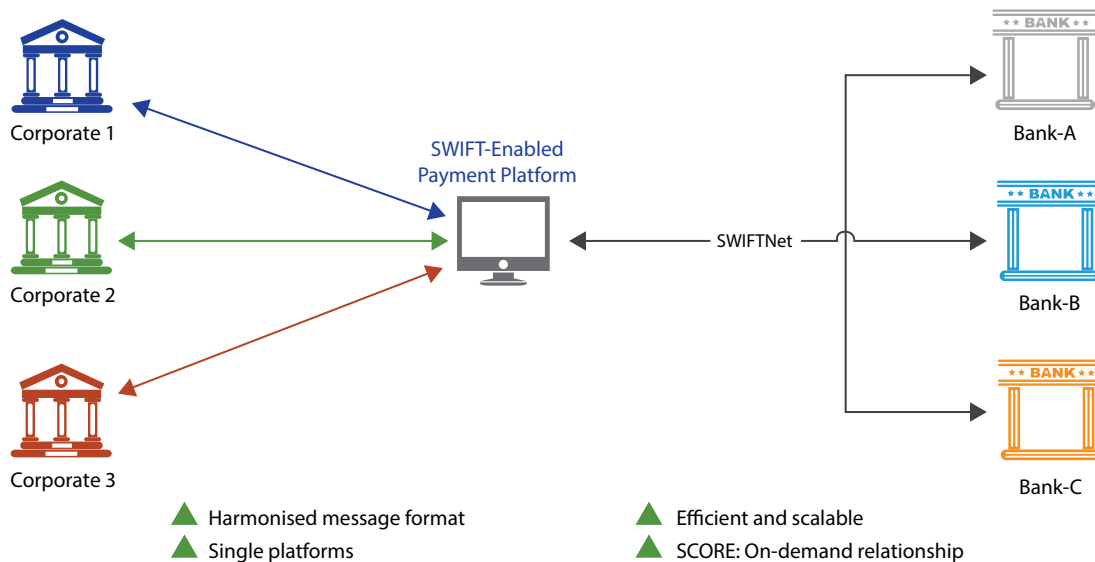 BANK
Corporate 1
Bank-A
SWIFT-Enabled
Payment Platform
BANK
SWIFTNet
Corporate 2
Bank-B
BANK
Corporate 3
Bank-C
Harmonised message format
Efficient and scalable
Single platforms
SCORE: On-demand relationship